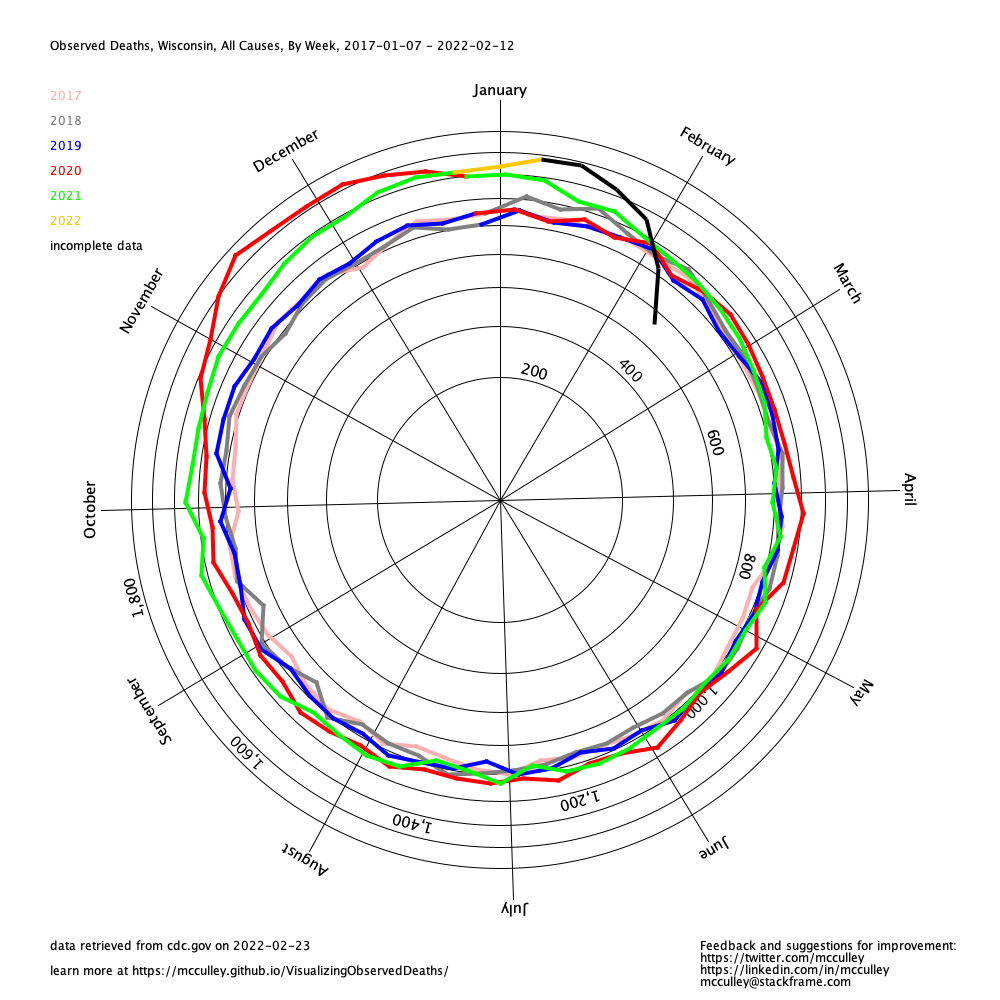 Observed Deaths, Wisconsin, All Causes, By Week, 2017-01-07 - 2022-02-12
2017
2018
2019
2020
2021
2022
incomplete data
January
February
March
April
May
June
July
August
September
October
November
December
200
400
600
800
1,000
1,200
1,400
1,600
1,800
data retrieved from cdc.gov on 2022-02-23
learn more at https://mcculley.github.io/VisualizingObservedDeaths/
Feedback and suggestions for improvement:
https://twitter.com/mcculley
https://linkedin.com/in/mcculley
mcculley@stackframe.com